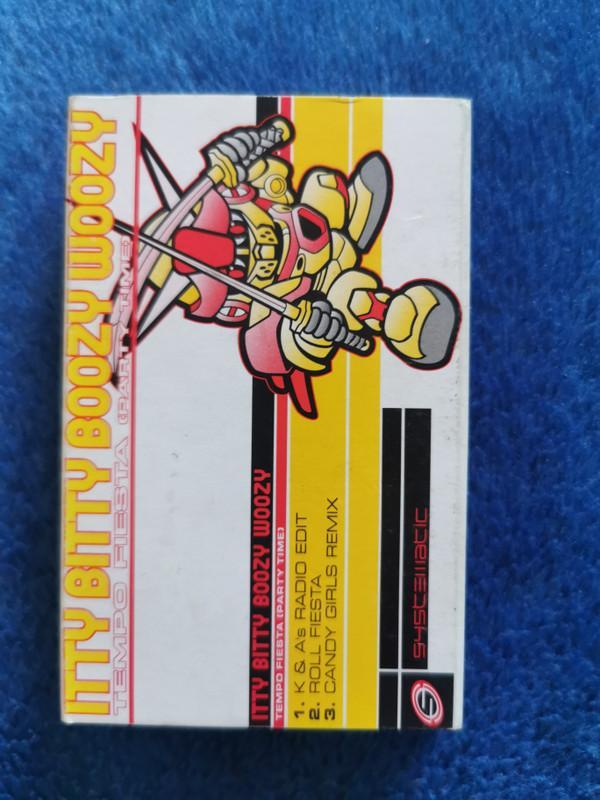 ITTY BITTY BOOZY WOOZY
TEMPO FIESTA (PARTY TIME)
ITTY BITTY BOOZY WOOZY
TEMPO FIESTA (PARTY TIME)
1. K & A's RADIO EDIT
2. ROLL FIESTA
3. CANDY GIRLS REMIX
systematic
S